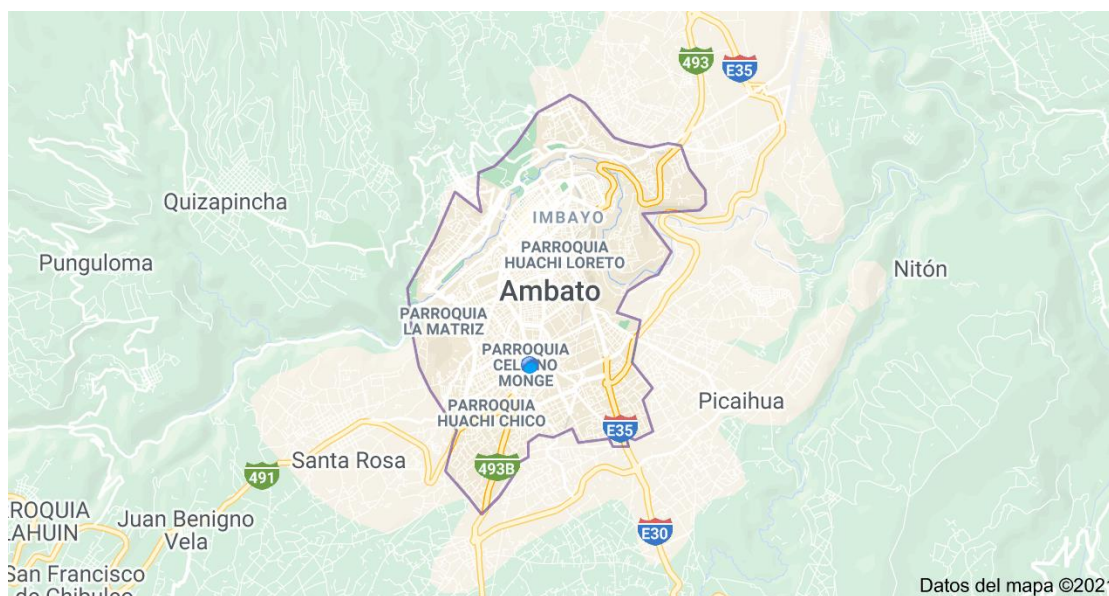 493
E35
Quizapincha
IMBAYO
Punguloma
PARROQUIA
HUACHI LORETO
Nitón
Ambato
PARROQUIA
LA MATRIZ
PARROQUIA
MONGE
Picaihua
PARROQUIA
HUACHI CHICO
E35
Santa Rosa
493B
491
Juan Benigno
Vela
E30
San Francisco
Datos del mapa ©202